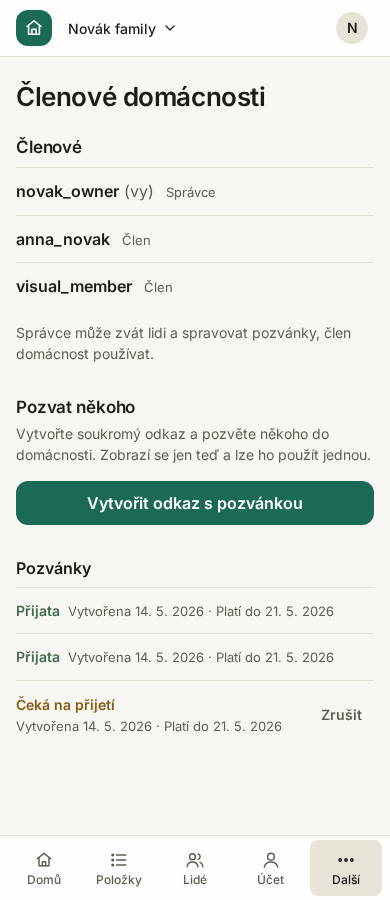 Novák family
N
Členové domácnosti
Členové
novak_owner (vy) Správce
anna_novak Člen
visual_member Člen
Správce může zvát lidi a spravovat pozvánky, člen
domácnost používat.
Pozvat někoho
Vytvořte soukromý odkaz a pozvěte někoho do
domácnosti. Zobrazí se jen teď a lze ho použít jednou.
Vytvořit odkaz s pozvánkou
Pozvánky
Přijata Vytvořena 14. 5. 2026 · Platí do 21. 5. 2026
Přijata Vytvořena 14. 5. 2026 · Platí do 21. 5. 2026
Čeká na přijetí
Vytvořena 14. 5. 2026 · Platí do 21. 5. 2026
Zrušit
Domů Položky Lidé Účet Další